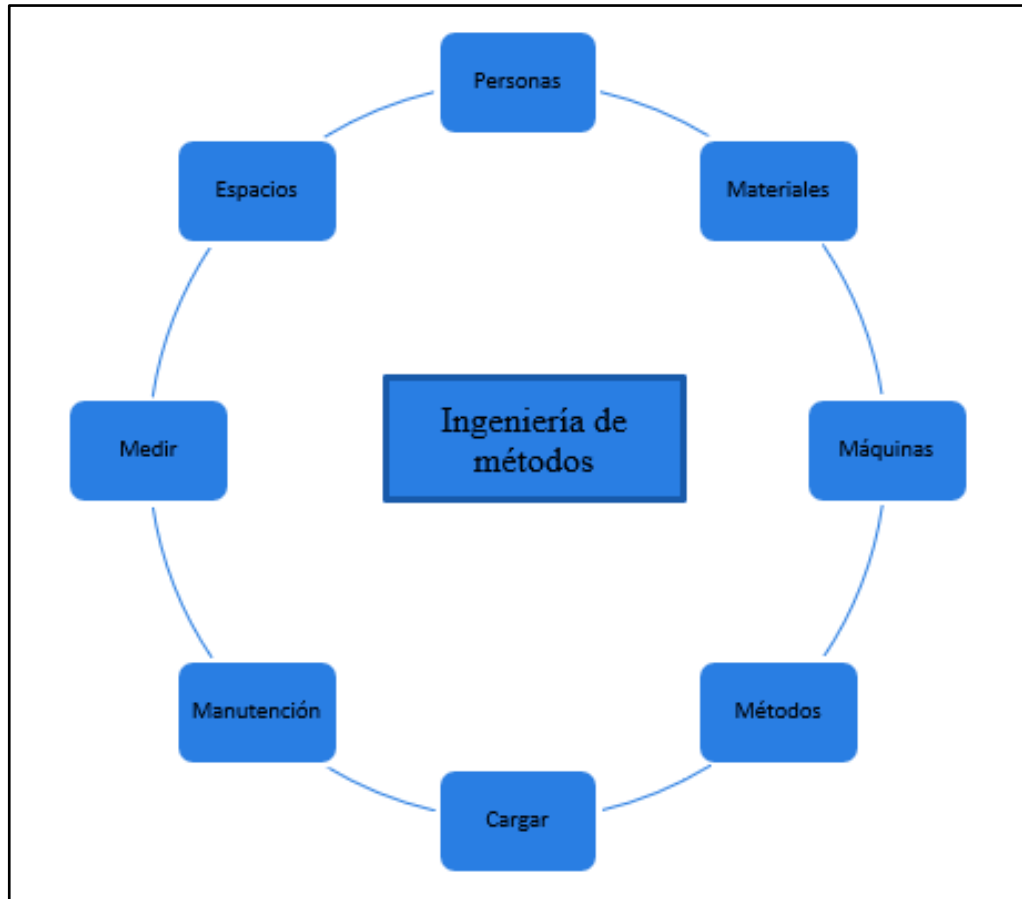 Personas
Espacios
Materiales
Ingeniería de
métodos
Medir
Máquinas
Manutención
Métodos
Cargar